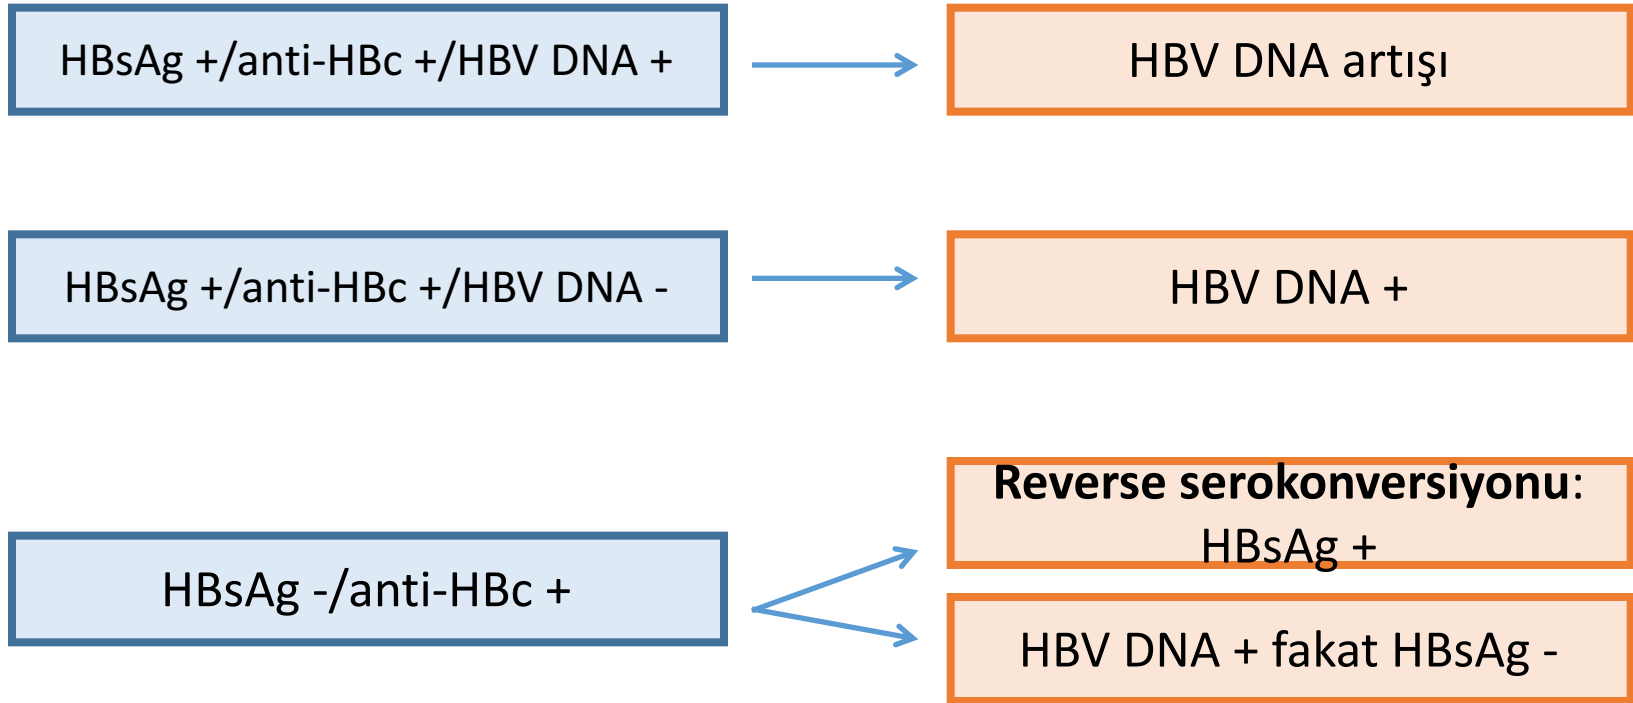 HBsAg +/anti-HBc +/HBV DNA +
HBV DNA artışı
HBsAg +/anti-HBc +/HBV DNA -
HBV DNA +
HBsAg -/anti-HBc +
Reverse serokonversiyonu:
HBsAg +
HBV DNA + fakat HBsAg -